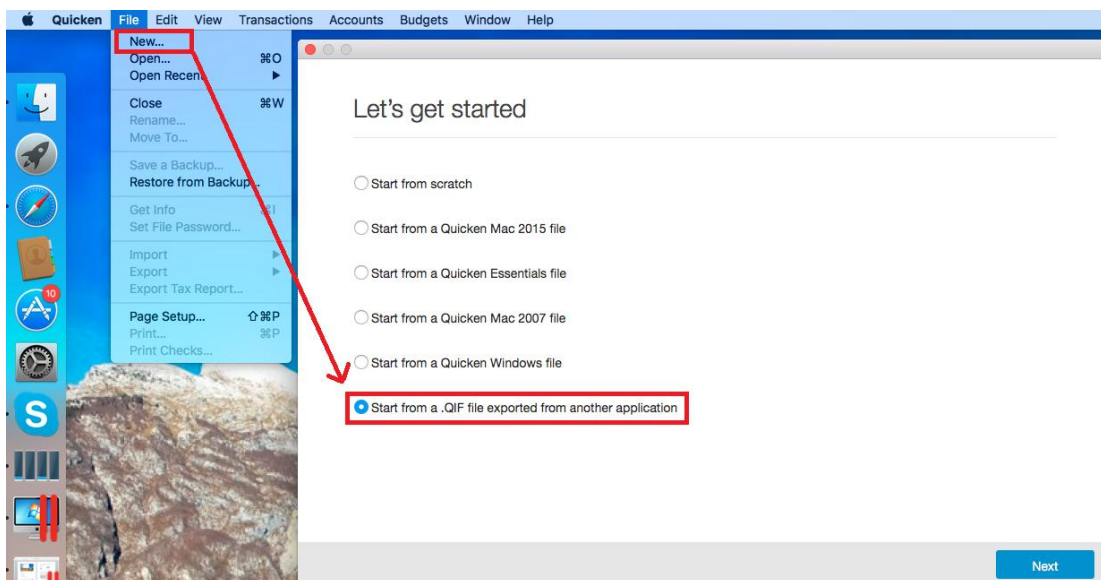 Quicken File Edit View Transactions Accounts Budgets Window Help
New...
Open... ⌘O
Open Recent ▶
Close ⌘W
Rename...
Move To...
Save a Backup...
Restore from Backup...
Get Info ⌘I
Set File Password...
Import ▶
Export ▶
Export Tax Report...
Page Setup... ⇧⌘P
Print... ⌘P
Print Checks...
10
S
Let's get started
Start from scratch
Start from a Quicken Mac 2015 file
Start from a Quicken Essentials file
Start from a Quicken Mac 2007 file
Start from a Quicken Windows file
Start from a .QIF file exported from another application
Next